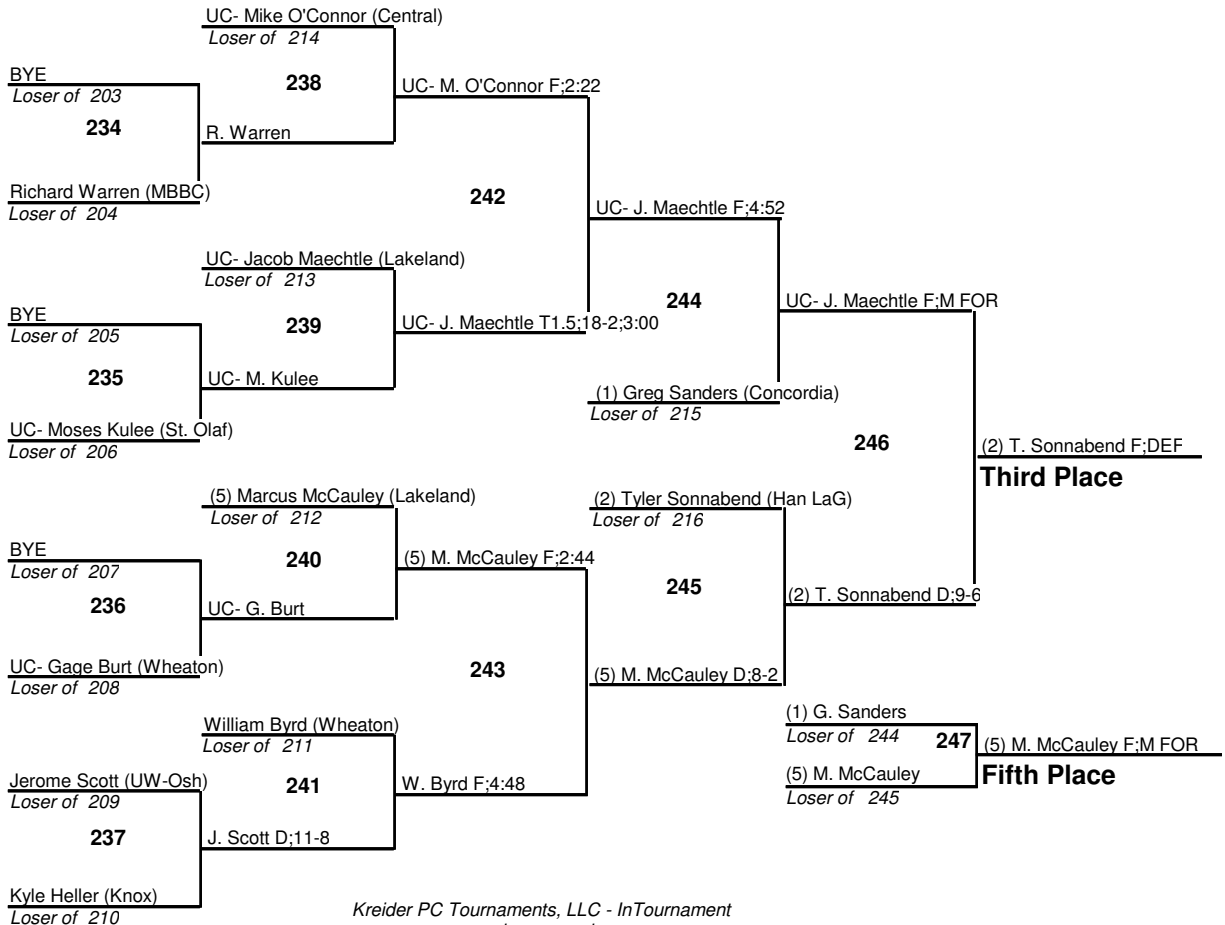 UC- Mike O'Connor (Central)
Loser of 214
BYE
Loser of 203
238
UC- M. O'Connor F;2:22
234
R. Warren
Richard Warren (MBBC)
Loser of 204
242
UC- J. Maechtle F;4:52
UC- Jacob Maechtle (Lakeland)
Loser of 213
BYE
Loser of 205
239
UC- J. Maechtle T1.5;18-2;3:00
244
UC- J. Maechtle F;M FOR
235
UC- M. Kulee
(1) Greg Sanders (Concordia)
Loser of 215
UC- Moses Kulee (St. Olaf)
Loser of 206
246
(2) T. Sonnabend F;DEF
Third Place
(5) Marcus McCauley (Lakeland)
Loser of 212
(2) Tyler Sonnabend (Han LaG)
Loser of 216
BYE
Loser of 207
240
(5) M. McCauley F;2:44
245
236
UC- G. Burt
(2) T. Sonnabend D;9-6
UC- Gage Burt (Wheaton)
Loser of 208
243
(5) M. McCauley D;8-2
William Byrd (Wheaton)
Loser of 211
(1) G. Sanders
Loser of 244
247
(5) M. McCauley F;M FOR
Fifth Place
(5) M. McCauley
Loser of 245
Jerome Scott (UW-Osh)
Loser of 209
241
W. Byrd F;4:48
237
J. Scott D;11-8
Kyle Heller (Knox)
Loser of 210
Kreider PC Tournaments, LLC - InTournament